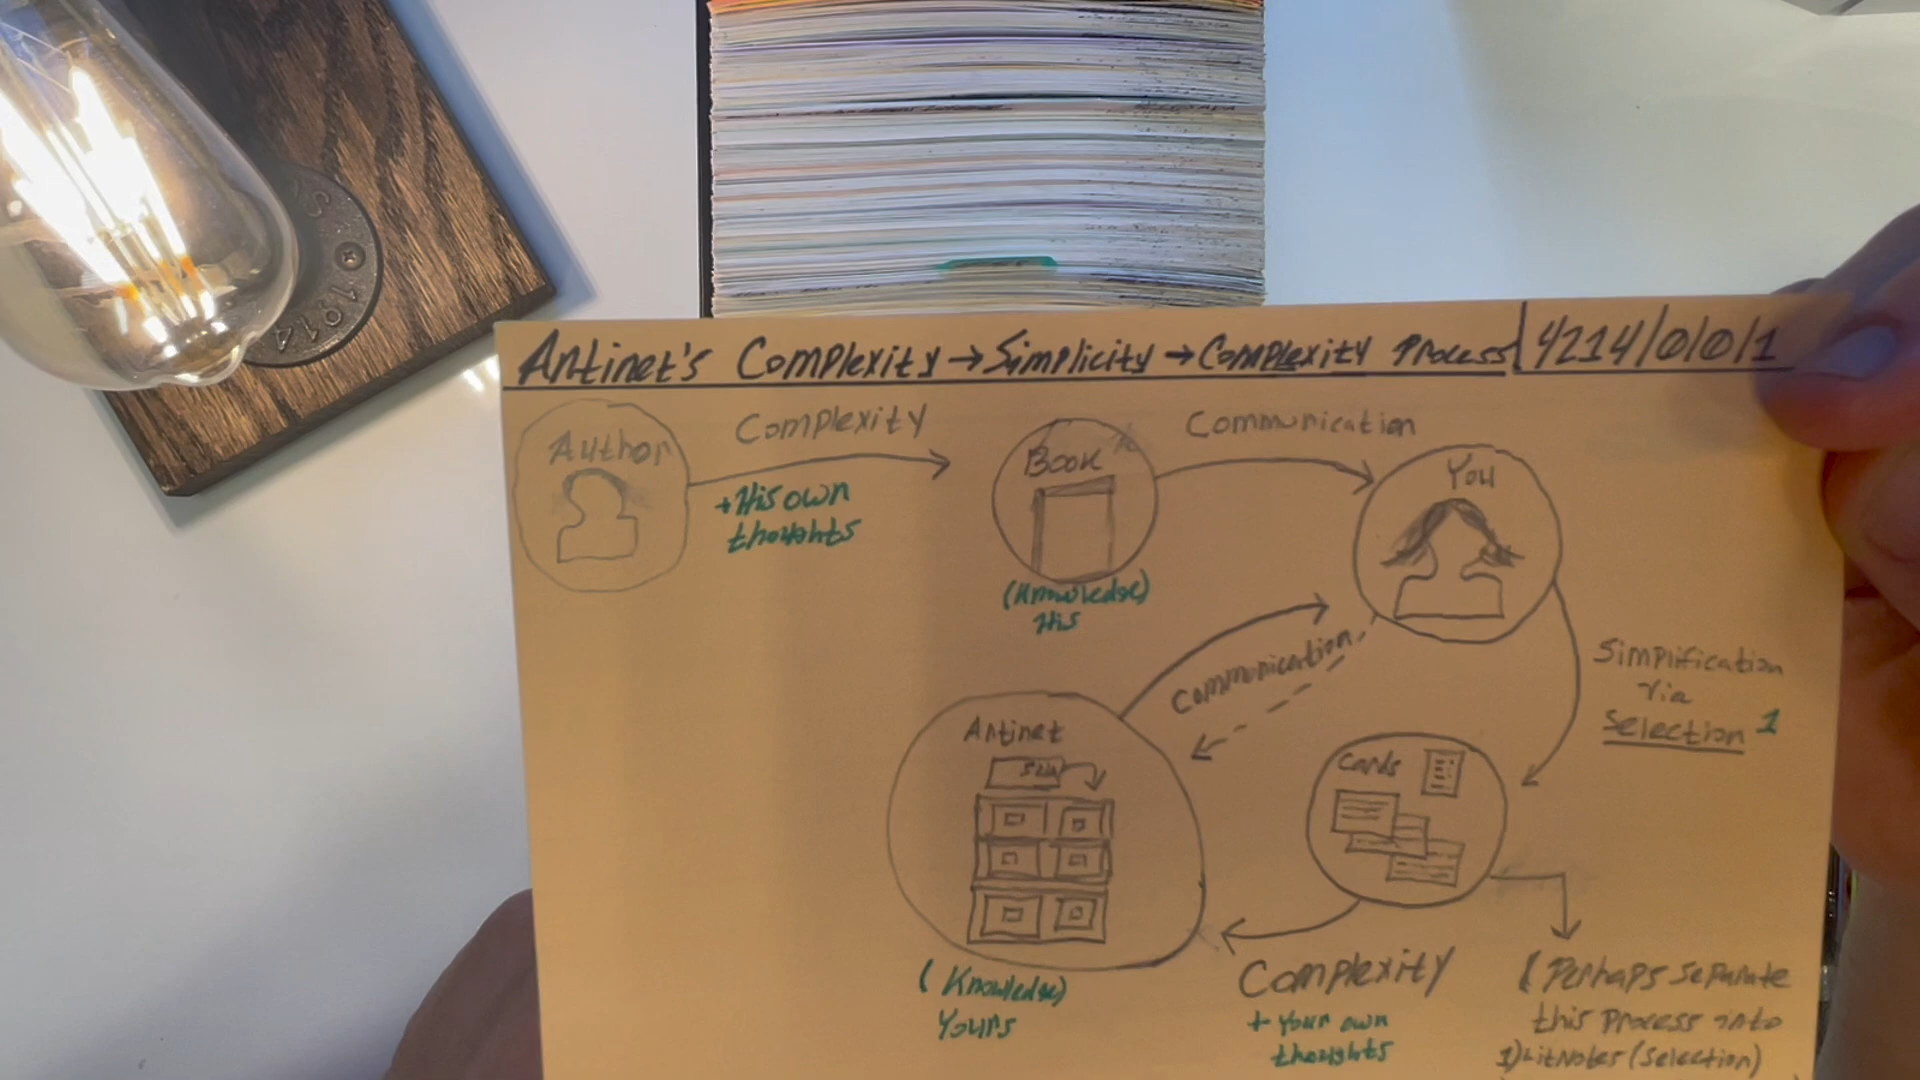 Antinet's Complexity → Simplicity → Complexity Process
4214/0/0/1
Author
Complexity
+ His own
thoughts
Book
(Knowledge)
His
Communication
You
Simplification
via
Selection 1
Communication
Antinet
(Knowledge)
Yours
Cards
Complexity
+ Your own
thoughts
(Perhaps separate
this process into
1) LitNotes (Selection)
1914